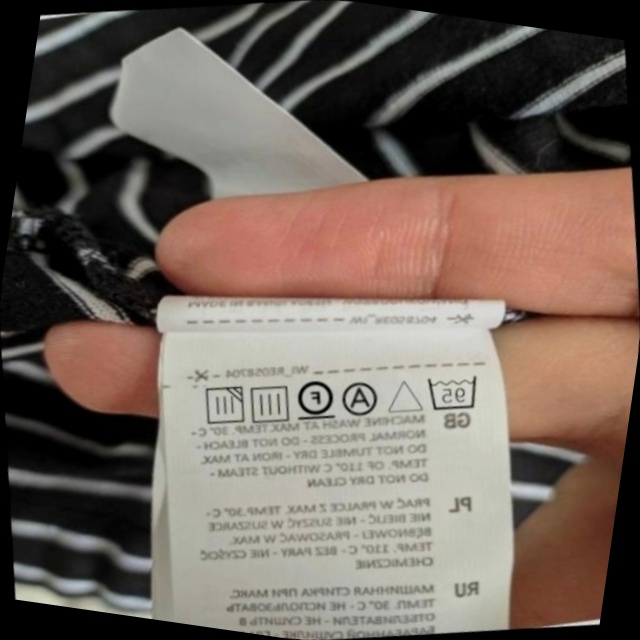 WI_RE058704
95 A F
GB
MACHINE WASH AT MAX.TEMP. 30° C -
NORMAL PROCESS - DO NOT BLEACH -
DO NOT TUMBLE DRY - IRON AT MAX.
TEMP. OF 110° C WITHOUT STEAM -
DO NOT DRY CLEAN
PL
PRAĆ W PRALCE Z MAX. TEMP.30° C -
NIE BIELIĆ - NIE SUSZYĆ W SUSZARCE
BĘBNOWEJ - PRASOWAĆ W MAX.
TEMP. 110° C - BEZ PARY - NIE CZYŚCIĆ
CHEMICZNIE
RU
МАШИННАЯ СТИРКА ПРИ МАКС.
ТЕМП. 30° C - НЕ ИСПОЛЬЗОВАТЬ
ОТБЕЛИВАТЕЛИ - НЕ СУШИТЬ В
БАРАБАННОЙ СУШИЛКЕ